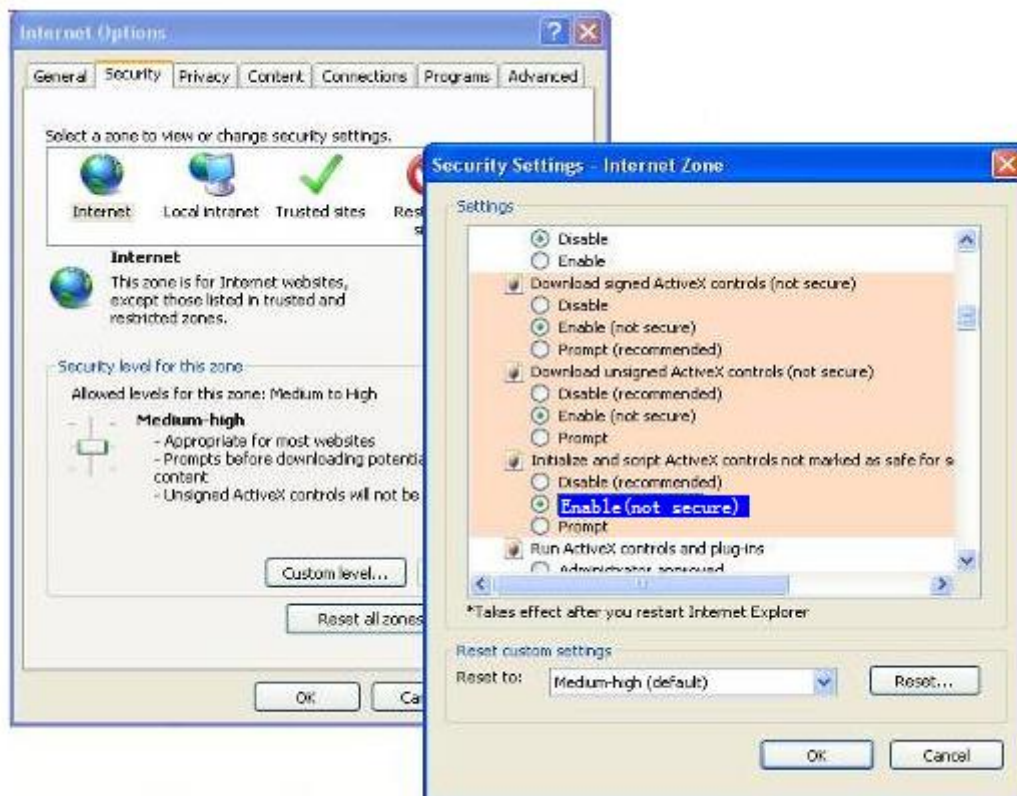 Internet Options
General Security Privacy Content Connections Programs Advanced
Select a zone to view or change security settings.
Internet Local intranet Trusted sites
Internet
This zone is for Internet websites,
except those listed in trusted and
restricted zones.
Security level for this zone
Allowed levels for this zone: Medium to High
Medium-high
- Appropriate for most websites
- Prompts before downloading
content
- Unsigned ActiveX controls will not be
Custom level...
Reset all zones
OK
Security Settings - Internet Zone
Settings
Disable
Enable
Download signed ActiveX controls (not secure)
Disable
Enable (not secure)
Prompt (recommended)
Download unsigned ActiveX controls (not secure)
Disable (recommended)
Enable (not secure)
Prompt
Initialize and script ActiveX controls not marked as safe for s
Disable (recommended)
Enable(not secure)
Prompt
Run ActiveX controls and plug-ins
Administrator approved
*Takes effect after you restart Internet Explorer
Reset custom settings
Reset to: Medium-high (default) Reset...
OK Cancel